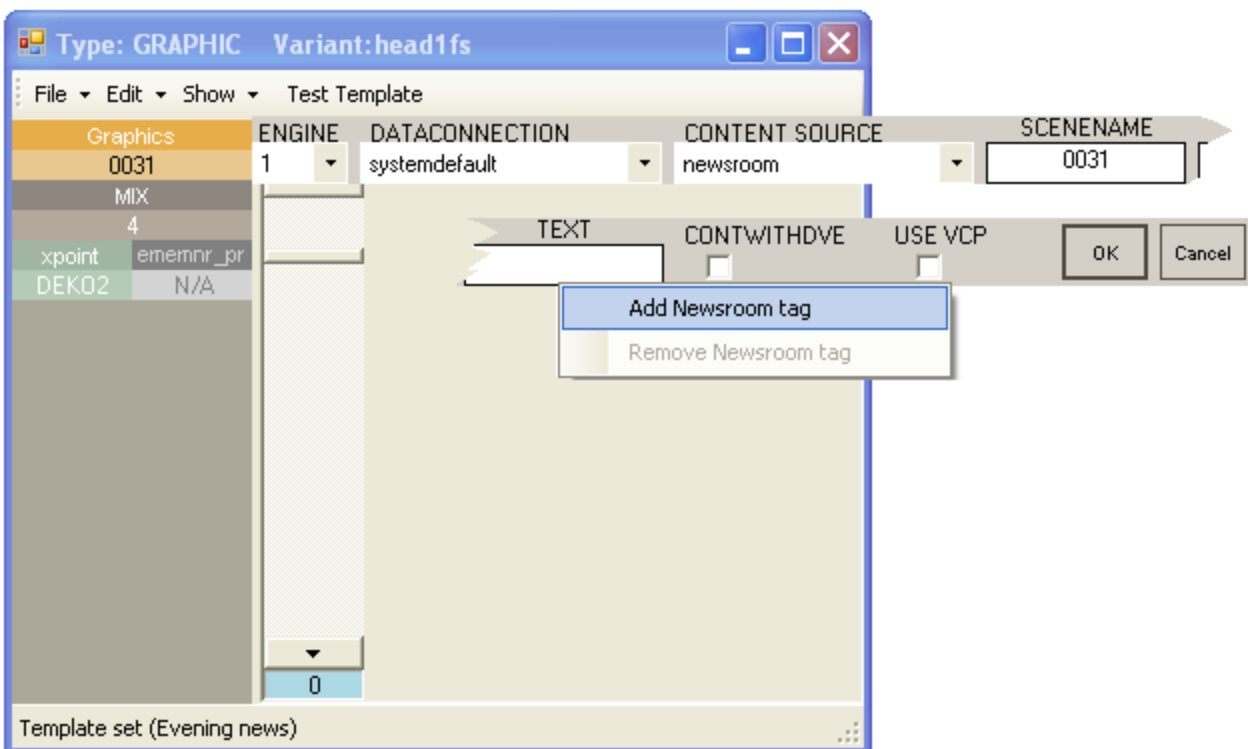 Type: GRAPHIC Variant:head1fs
File Edit Show Test Template
Graphics ENGINE DATACONNECTION CONTENT SOURCE SCENENAME
0031 1 systemdefault newsroom 0031
MIX
4
TEXT CONTWITHDVE USE VCP
xpoint ememnr_pr OK Cancel
DEKO2 N/A
Add Newsroom tag
Remove Newsroom tag
0
Template set (Evening news)